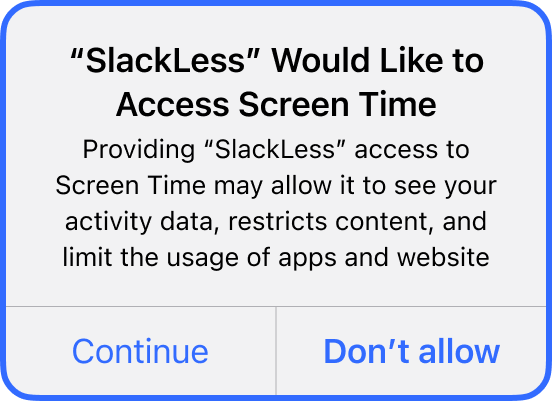 “SlackLess” Would Like to
Access Screen Time
Providing “SlackLess” access to
Screen Time may allow it to see your
activity data, restricts content, and
limit the usage of apps and website
Continue
Don’t allow